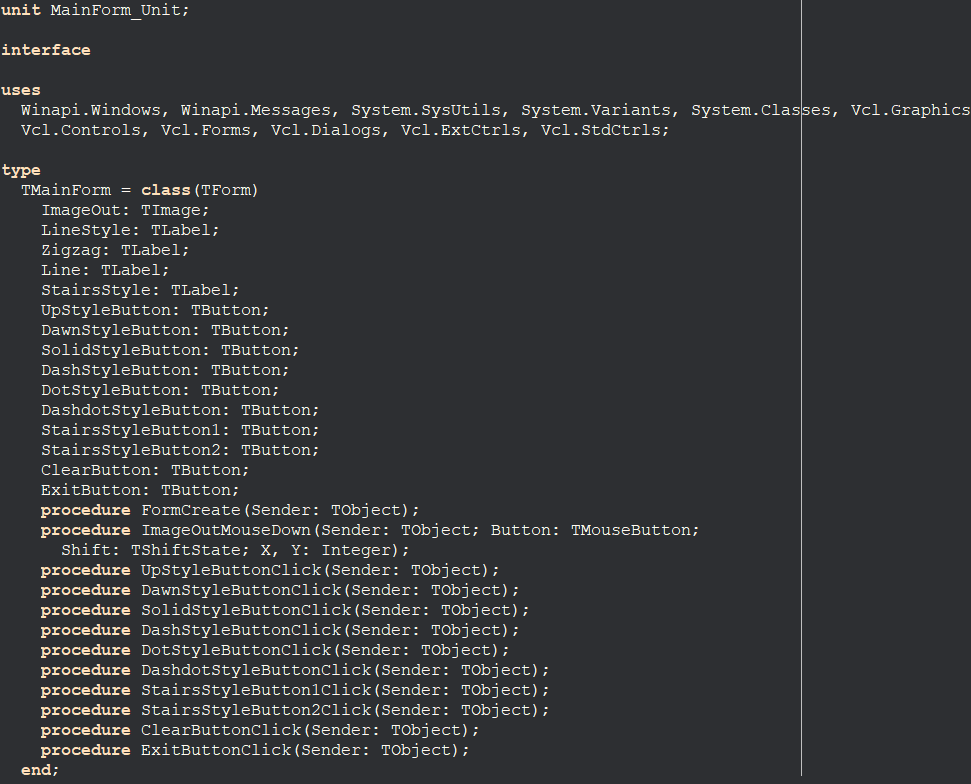 unit MainForm_Unit;
interface
uses
Winapi.Windows, Winapi.Messages, System.SysUtils, System.Variants, System.Classes, Vcl.Graphics
Vcl.Controls, Vcl.Forms, Vcl.Dialogs, Vcl.ExtCtrls, Vcl.StdCtrls;
type
TMainForm = class(TForm)
ImageOut: TImage;
LineStyle: TLabel;
Zigzag: TLabel;
Line: TLabel;
StairsStyle: TLabel;
UpStyleButton: TButton;
DawnStyleButton: TButton;
SolidStyleButton: TButton;
DashStyleButton: TButton;
DotStyleButton: TButton;
DashdotStyleButton: TButton;
StairsStyleButton1: TButton;
StairsStyleButton2: TButton;
ClearButton: TButton;
ExitButton: TButton;
procedure FormCreate(Sender: TObject);
procedure ImageOutMouseDown(Sender: TObject; Button: TMouseButton;
Shift: TShiftState; X, Y: Integer);
procedure UpStyleButtonClick(Sender: TObject);
procedure DawnStyleButtonClick(Sender: TObject);
procedure SolidStyleButtonClick(Sender: TObject);
procedure DashStyleButtonClick(Sender: TObject);
procedure DotStyleButtonClick(Sender: TObject);
procedure DashdotStyleButtonClick(Sender: TObject);
procedure StairsStyleButton1Click(Sender: TObject);
procedure StairsStyleButton2Click(Sender: TObject);
procedure ClearButtonClick(Sender: TObject);
procedure ExitButtonClick(Sender: TObject);
end;